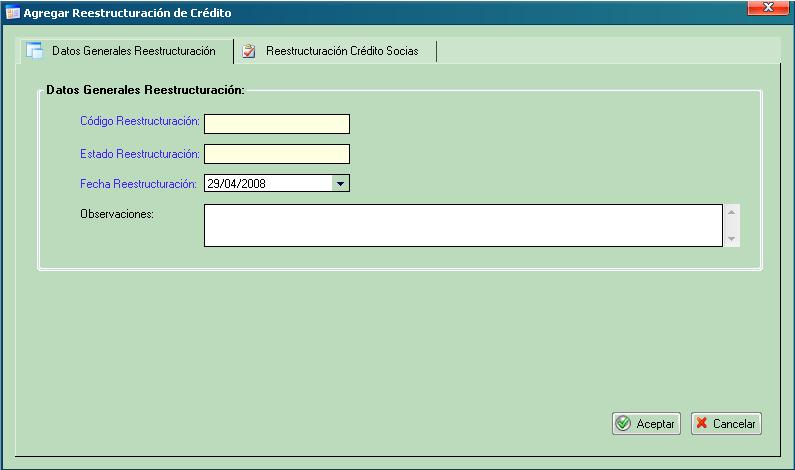 Agregar Reestructuración de Crédito
Datos Generales Reestructuración
Reestructuración Crédito Socias
Datos Generales Reestructuración:
Código Reestructuración:
Estado Reestructuración:
Fecha Reestructuración: 29/04/2008
Observaciones:
Aceptar Cancelar